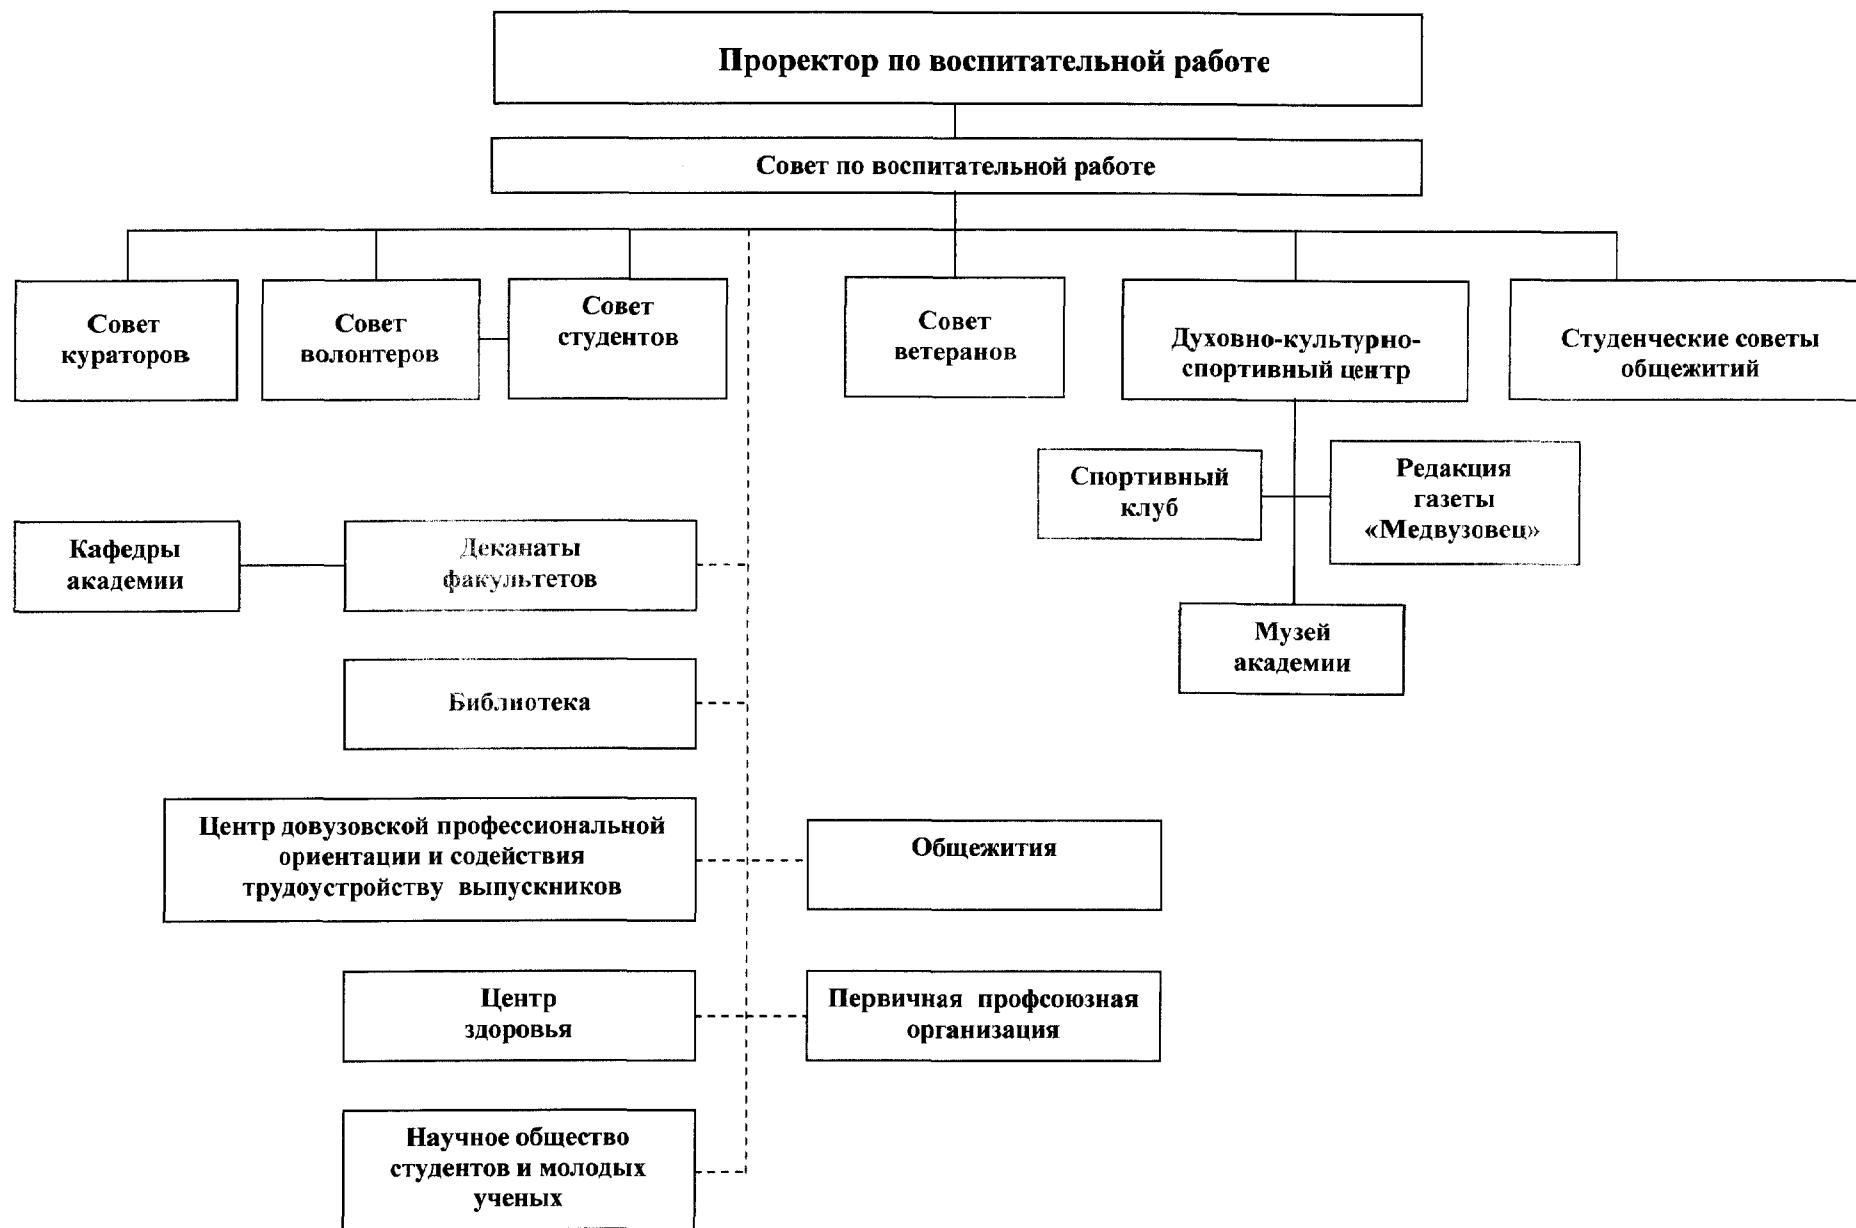 Проректор по воспитательной работе
Совет по воспитательной работе
Совет
кураторов
Совет
волонтеров
Совет
студентов
Совет
ветеранов
Духовно-культурно-
спортивный центр
Студенческие советы
общежитий
Спортивный
клуб
Редакция
газеты
«Медвузовец»
Кафедры
академии
Деканаты
факультетов
Музей
академии
Библиотека
Центр довузовской профессиональной
ориентации и содействия
трудоустройству выпускников
Общежития
Центр
здоровья
Первичная профсоюзная
организация
Научное общество
студентов и молодых
ученых